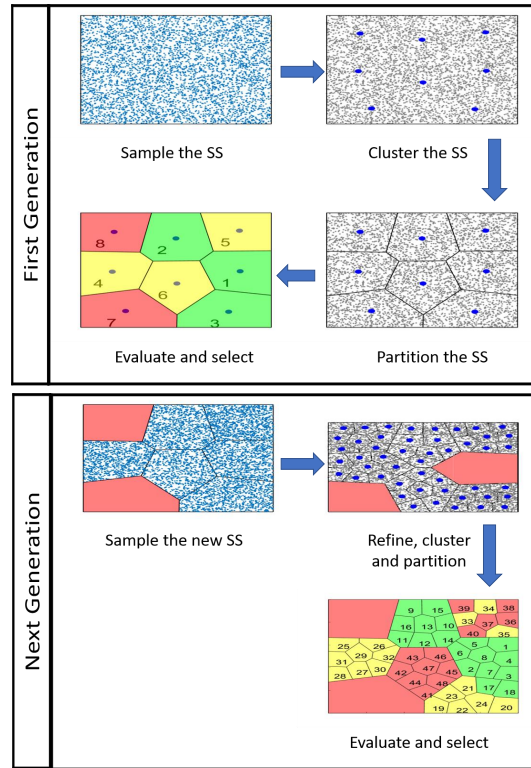 First Generation
Sample the SS
Cluster the SS
8
2
5
4
6
1
7
3
Evaluate and select
Partition the SS
Next Generation
Sample the new SS
Refine, cluster
and partition
9 15 39 34 38
16 13 10 33 37 36
11 12 14 40 35
25 26 5 1
29 32 43 46 6 8
31 47 4
28 27 30 42 45 2 7 3
44 48 21 17
41 23 18
19 22 24 20
Evaluate and select